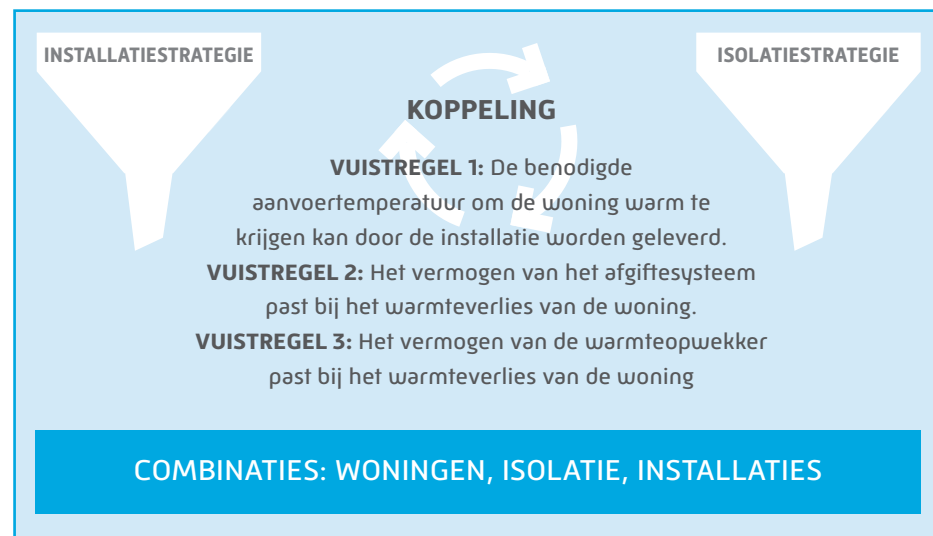 INSTALLATIESTRATEGIE
ISOLATIESTRATEGIE
KOPPELING
VUISTREGEL 1: De benodigde
aanvoertemperatuur om de woning warm te
krijgen kan door de installatie worden geleverd.
VUISTREGEL 2: Het vermogen van het afgiftesysteem
past bij het warmteverlies van de woning.
VUISTREGEL 3: Het vermogen van de warmteopwekker
past bij het warmteverlies van de woning
COMBINATIES: WONINGEN, ISOLATIE, INSTALLATIES